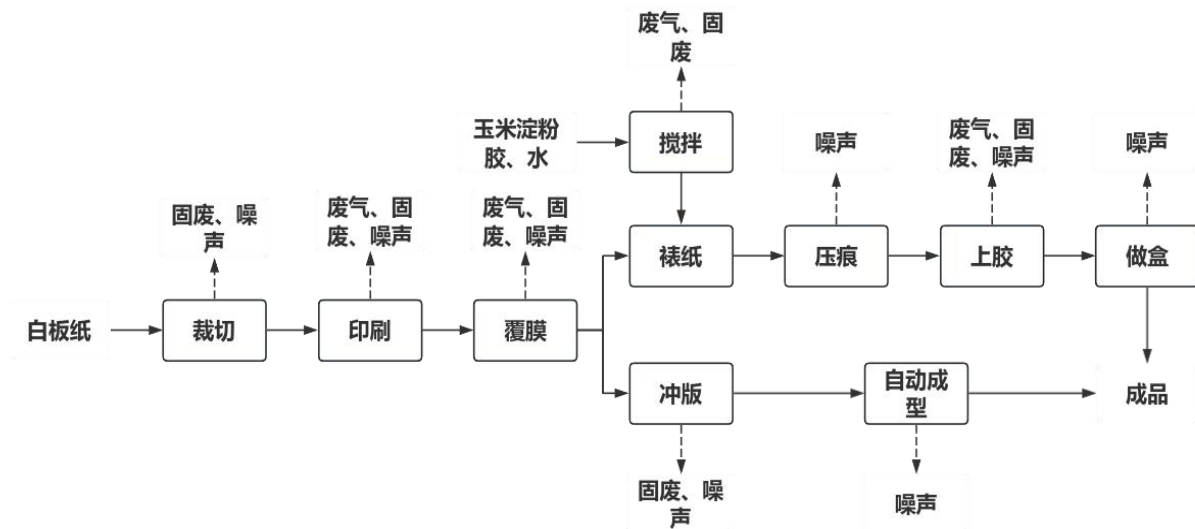 废气、固
废
玉米淀粉
胶、水
搅拌
噪声
废气、固
废、噪声
噪声
固废、噪
声
废气、固
废、噪声
废气、固
废、噪声
裱纸
压痕
上胶
做盒
白板纸
裁切
印刷
覆膜
冲版
自动成
型
成品
固废、噪
声
噪声